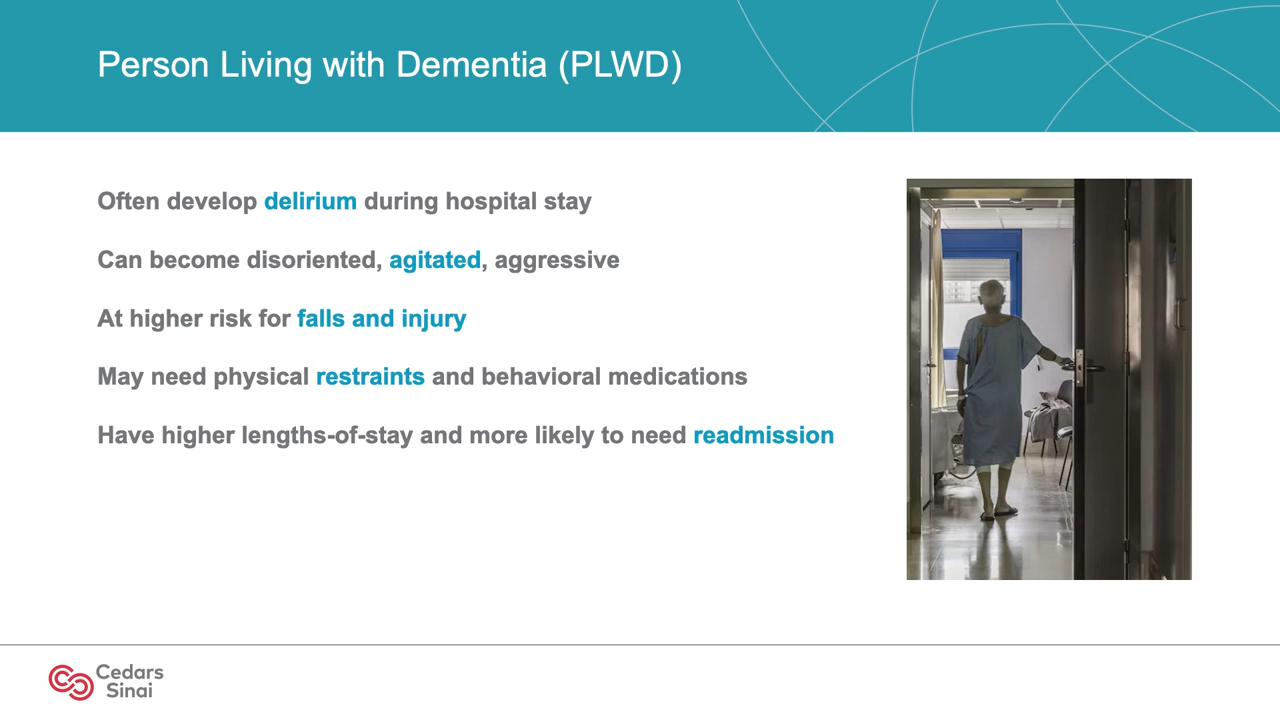 Person Living with Dementia (PLWD)
Often develop delirium during hospital stay
Can become disoriented, agitated, aggressive
At higher risk for falls and injury
May need physical restraints and behavioral medications
Have higher lengths-of-stay and more likely to need readmission
Cedars
Sinai